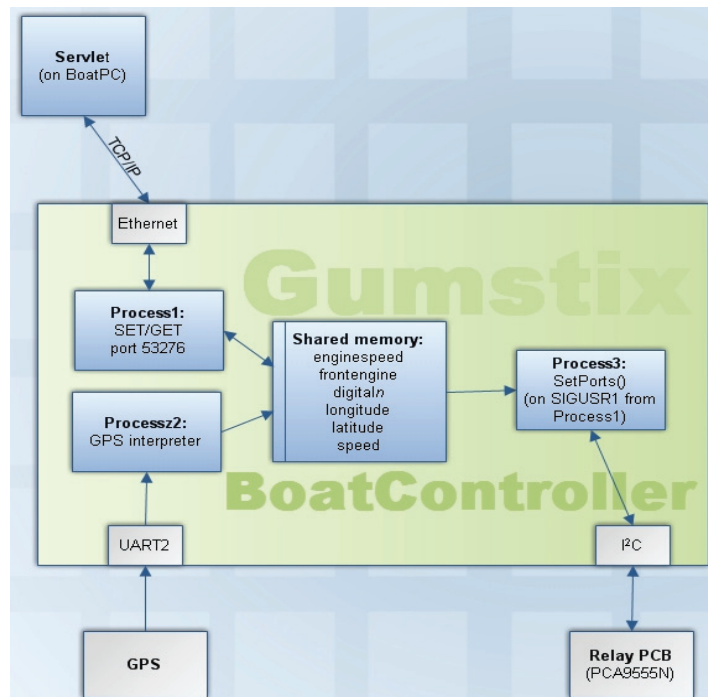 Servlet
(on BoatPC)
TCP/IP
Ethernet
Gumstix
Process1:
SET/GET
port 53276
Shared memory:
enginespeed
frontengine
digitaln
longitude
latitude
speed
Process3:
SetPorts()
(on SIGUSR1 from
Process1)
Processz2:
GPS interpreter
BoatController
UART2
I²C
GPS
Relay PCB
(PCA9555N)